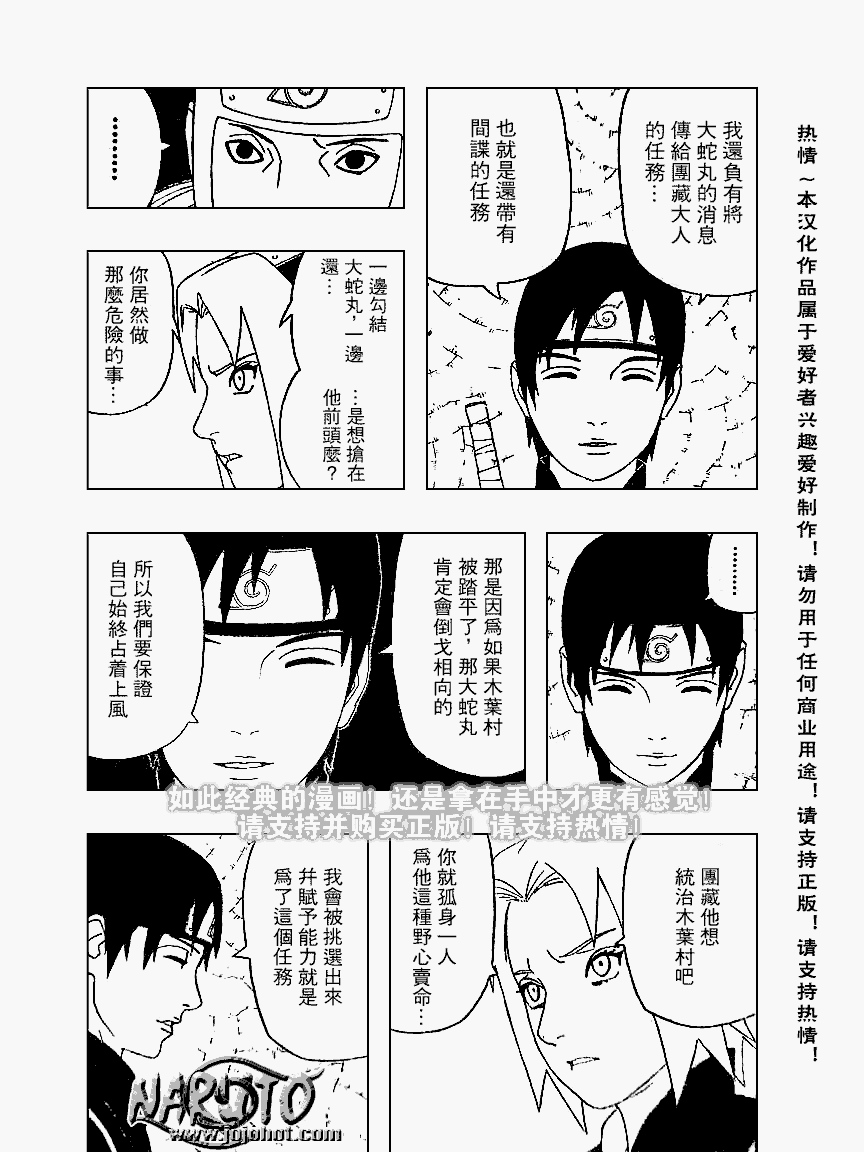 我還負有將
大蛇丸的消息
傳給團藏大人
的任務…
也就是還帶有
間諜的任務
………
一邊勾結
大蛇丸，一邊
還…
…是想搶在
他前頭麼？
你居然做
那麼危險的事…
………
那是因爲如果木葉村
被踏平了，那大蛇丸
肯定會倒戈相向的
所以我們要保證
自己始終占着上風
如此经典的漫画！还是拿在手中才更有感觉！
请支持并购买正版！请支持热情！
團藏他想
統治木葉村吧
你就孤身一人
爲他這種野心賣命…
我會被挑選出來
幷賦予能力就是
爲了這個任務
NARUTO
www.jojohot.com
热情～本汉化作品属于爱好者兴趣爱好制作！请勿用于任何商业用途！请支持正版！请支持热情！